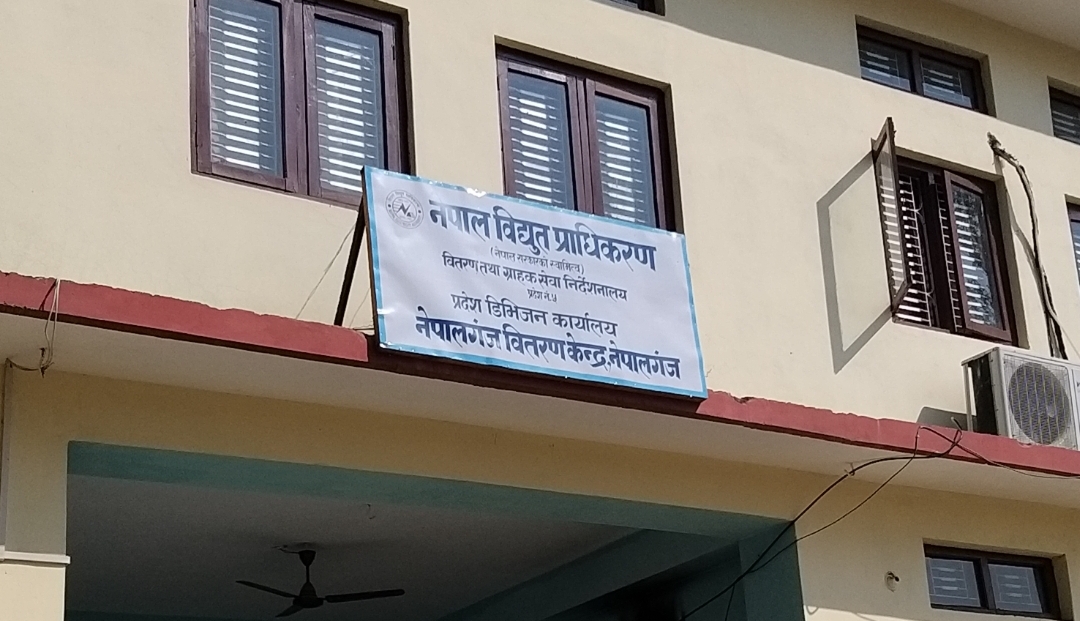 नेपाल विद्युत प्राधिकरण
(नेपाल सरकारको स्वामित्व)
वितरण तथा ग्राहक सेवा निर्देशनालय
प्रदेश नं.५
प्रदेश डिभिजन कार्यालय
नेपालगंज वितरण केन्द्र, नेपालगंज